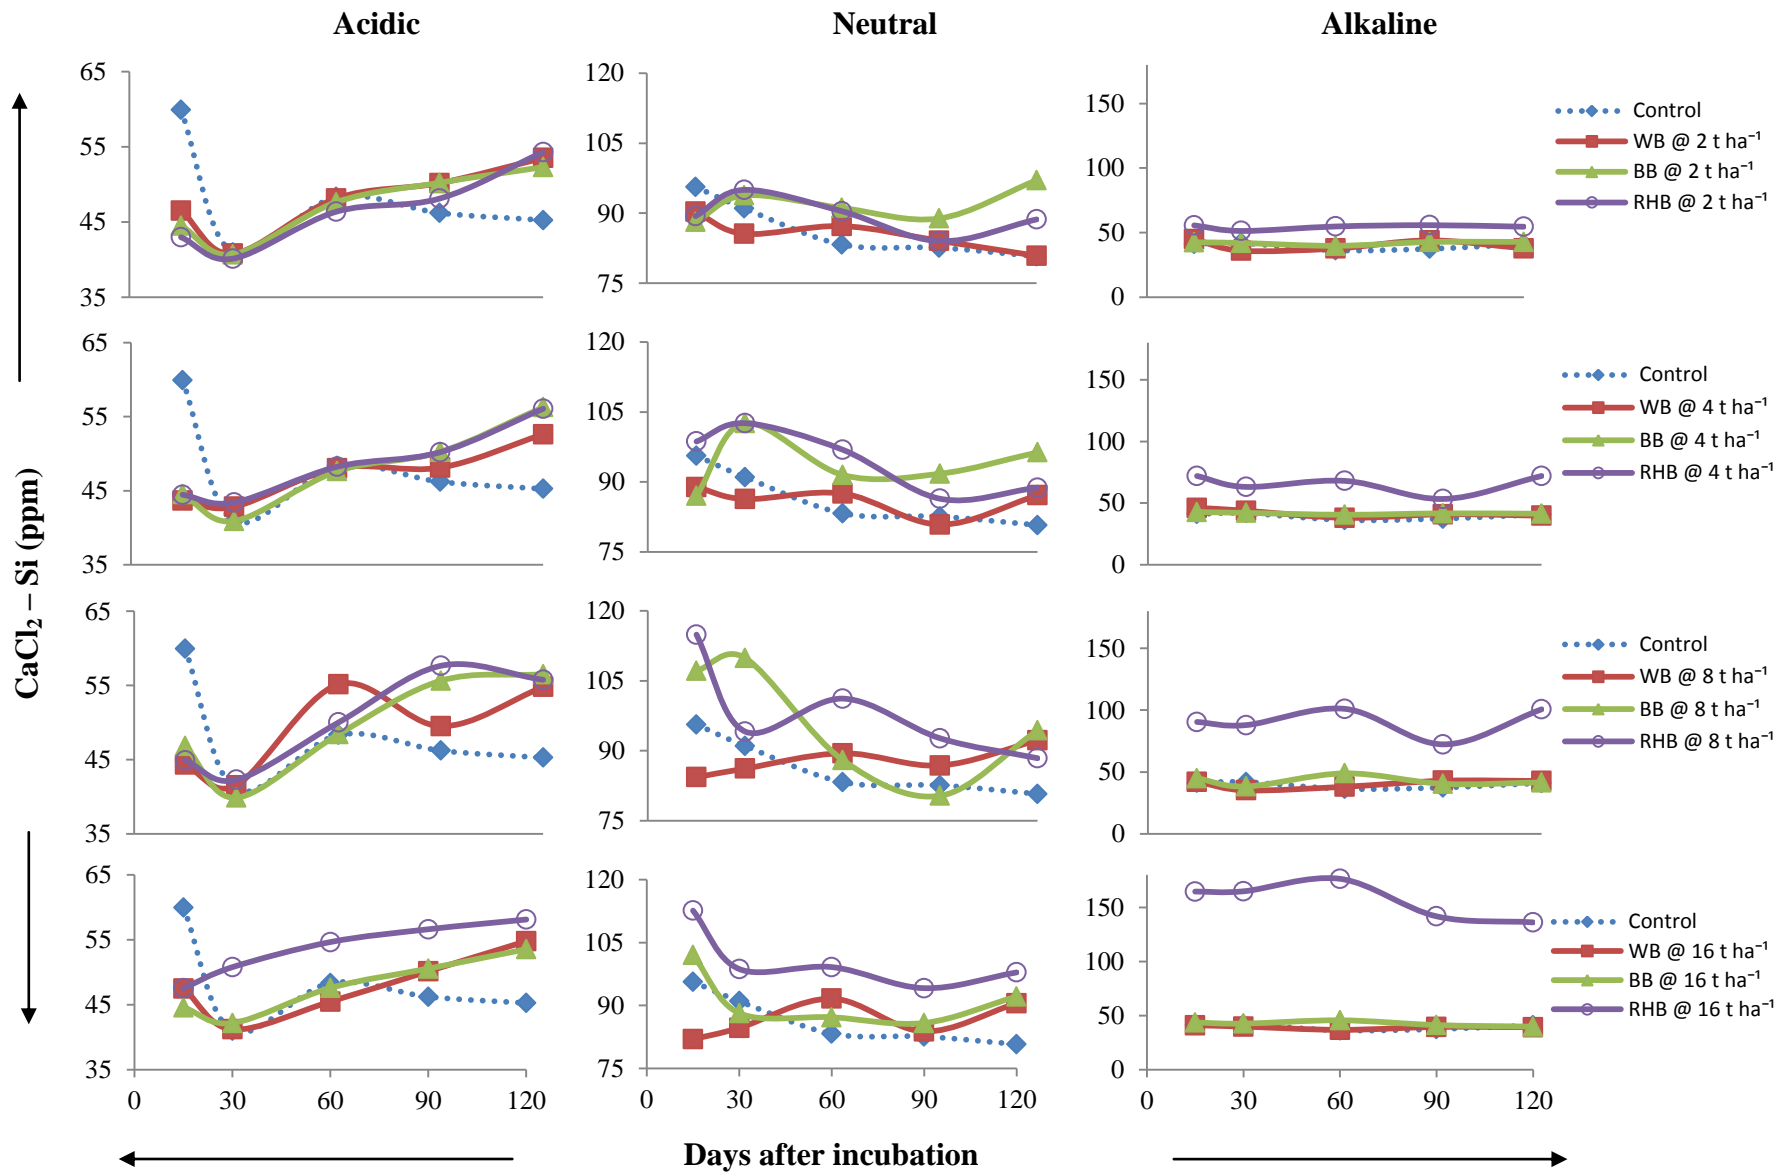 Acidic Neutral Alkaline
65
55
45
35
120
105
90
75
150
100
50
0
Control
WB @ 2 t ha⁻¹
BB @ 2 t ha⁻¹
RHB @ 2 t ha⁻¹
65
55
45
35
120
105
90
75
150
100
50
0
Control
WB @ 4 t ha⁻¹
BB @ 4 t ha⁻¹
RHB @ 4 t ha⁻¹
CaCl₂ – Si (ppm)
65
55
45
35
120
105
90
75
150
100
50
0
Control
WB @ 8 t ha⁻¹
BB @ 8 t ha⁻¹
RHB @ 8 t ha⁻¹
65
55
45
35
120
105
90
75
150
100
50
0
Control
WB @ 16 t ha⁻¹
BB @ 16 t ha⁻¹
RHB @ 16 t ha⁻¹
0 30 60 90 120 0 30 60 90 120 0 30 60 90 120
Days after incubation